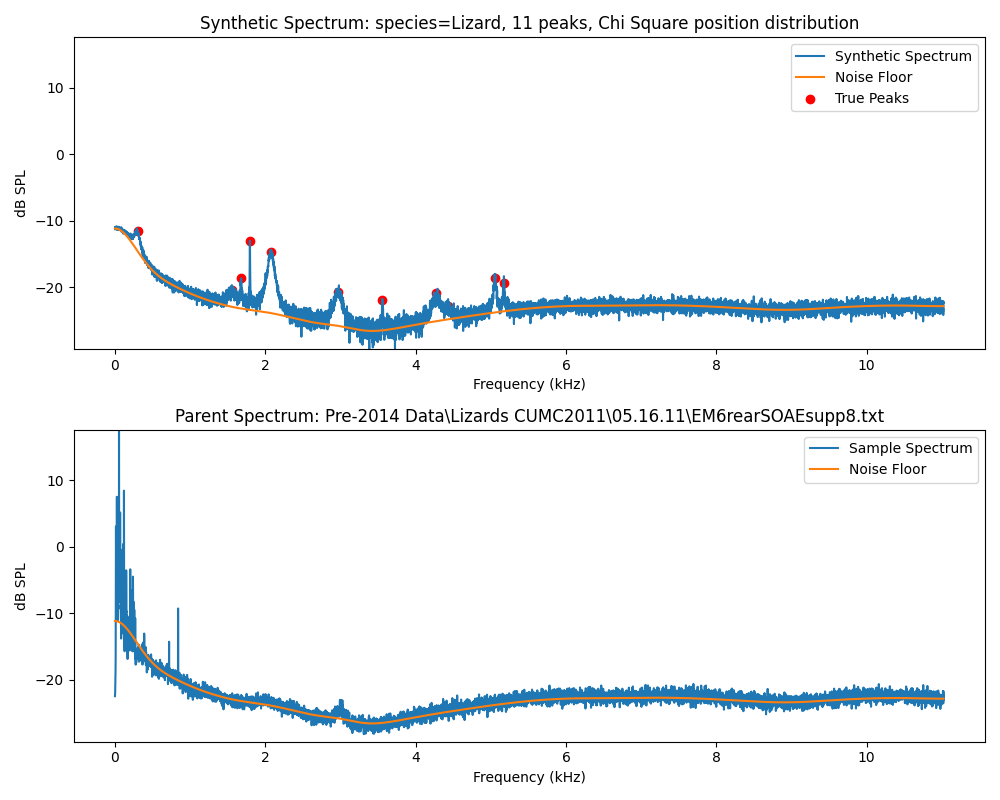 Synthetic Spectrum: species=Lizard, 11 peaks, Chi Square position distribution
Synthetic Spectrum
Noise Floor
True Peaks
10
0
−10
−20
dB SPL
0 2 4 6 8 10
Frequency (kHz)
Parent Spectrum: Pre-2014 Data\Lizards CUMC2011\05.16.11\EM6rearSOAEsupp8.txt
Sample Spectrum
Noise Floor
10
0
−10
−20
dB SPL
0 2 4 6 8 10
Frequency (kHz)